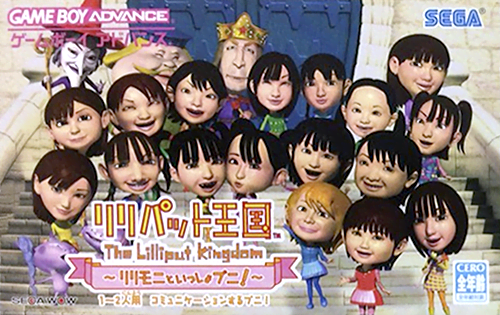 GAME BOY ADVANCE
ゲームボーイ アドバンス
SEGA
リリパット王国™
The Lilliput Kingdom
～リリモニといっしょプニ!～
1～2人用 コミュニケーションするプニ!
SEGA WOW
CERO
全年齢